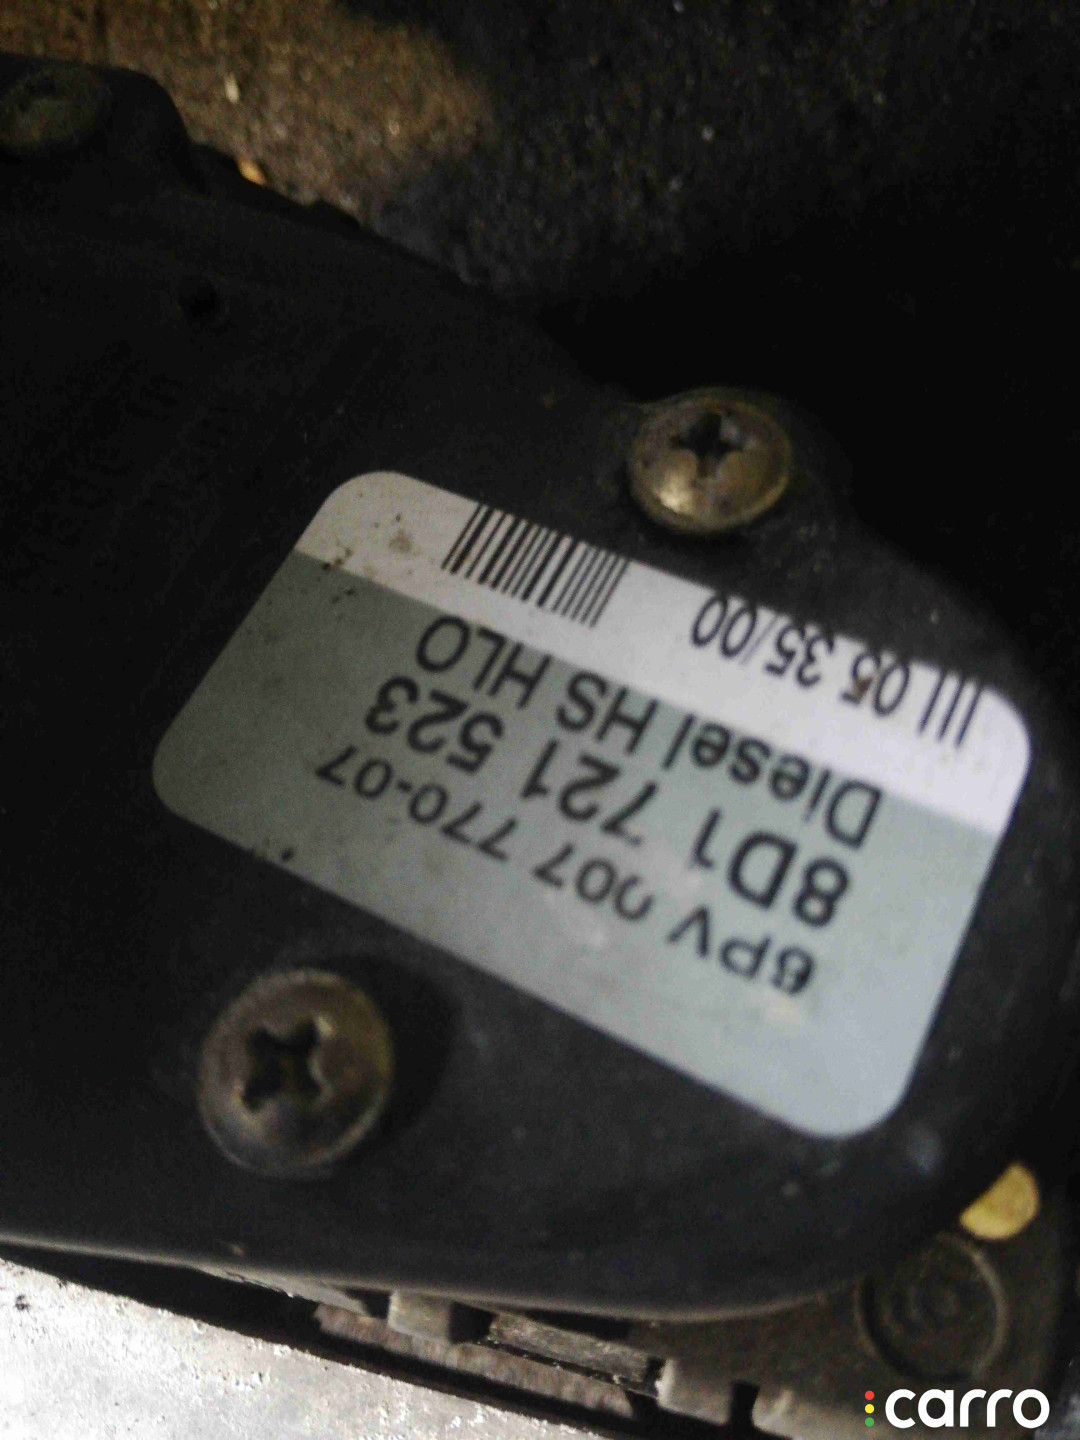 6PV 007 770-07
8D1 721 523
Diesel HS HLO
05 35/00
carro